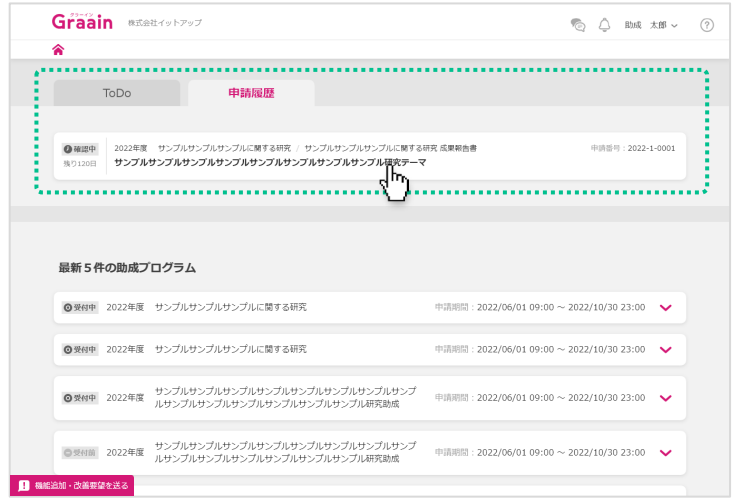 グラーイン
Graain
株式会社イットアップ
助成 太郎
?
ToDo
申請履歴
確認中
残り120日
2022年度 サンプルサンプルサンプルに関する研究 / サンプルサンプルサンプルに関する研究 成果報告書
サンプルサンプルサンプルサンプルサンプルサンプルサンプルサンプル研究テーマ
申請番号：2022-1-0001
最新５件の助成プログラム
受付中 2022年度 サンプルサンプルサンプルに関する研究 申請期間：2022/06/01 09:00 ～ 2022/10/30 23:00
受付中 2022年度 サンプルサンプルサンプルに関する研究 申請期間：2022/06/01 09:00 ～ 2022/10/30 23:00
受付中 2022年度 サンプルサンプルサンプルサンプルサンプルサンプルサンプルサンプ
ルサンプルサンプルサンプルサンプルサンプルサンプル研究助成
申請期間：2022/06/01 09:00 ～ 2022/10/30 23:00
受付前 2022年度 サンプルサンプルサンプルサンプルサンプルサンプルサンプルサンプ
ルサンプルサンプルサンプルサンプルサンプルサンプル研究助成
申請期間：2022/06/01 09:00 ～ 2022/10/30 23:00
機能追加・改善要望を送る